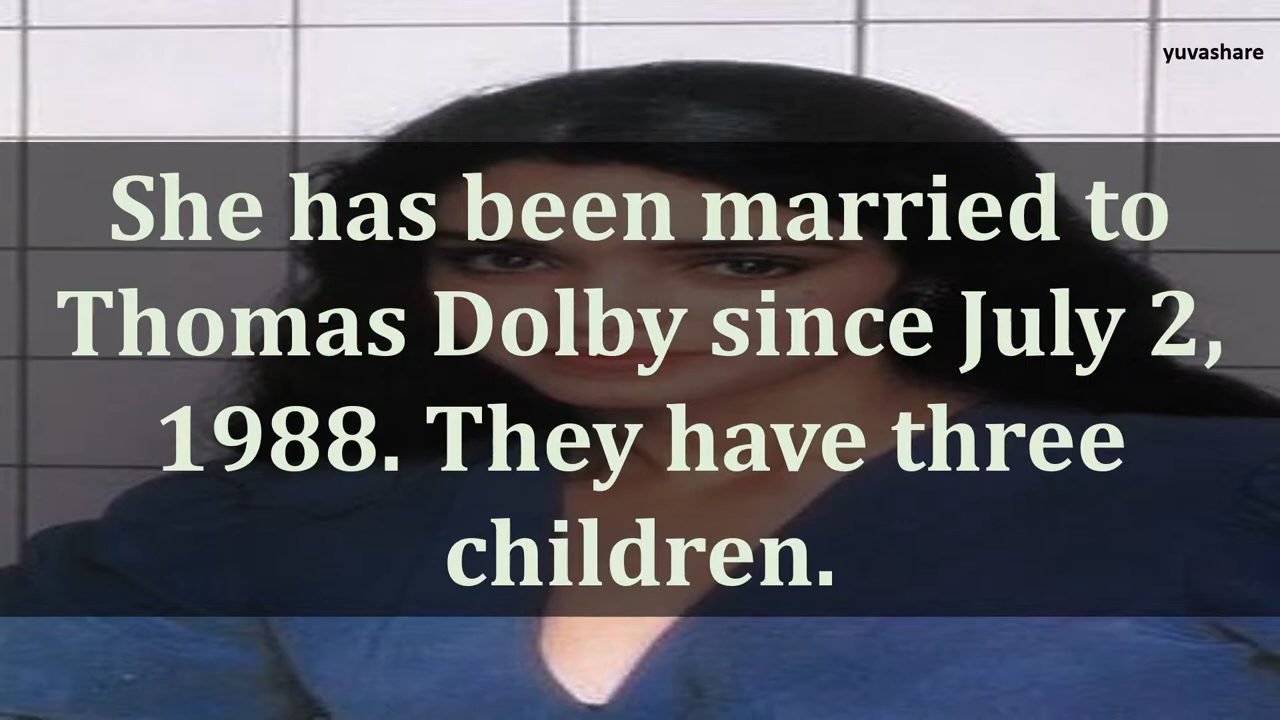 yuvashare
She has been married to
Thomas Dolby since July 2,
1988. They have three
children.